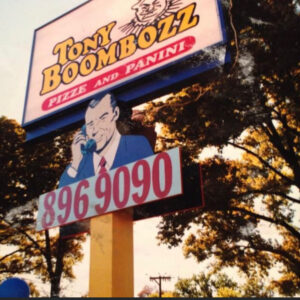 TONY
BOOMBOZZ
PIZZE AND PANINI
896 9090